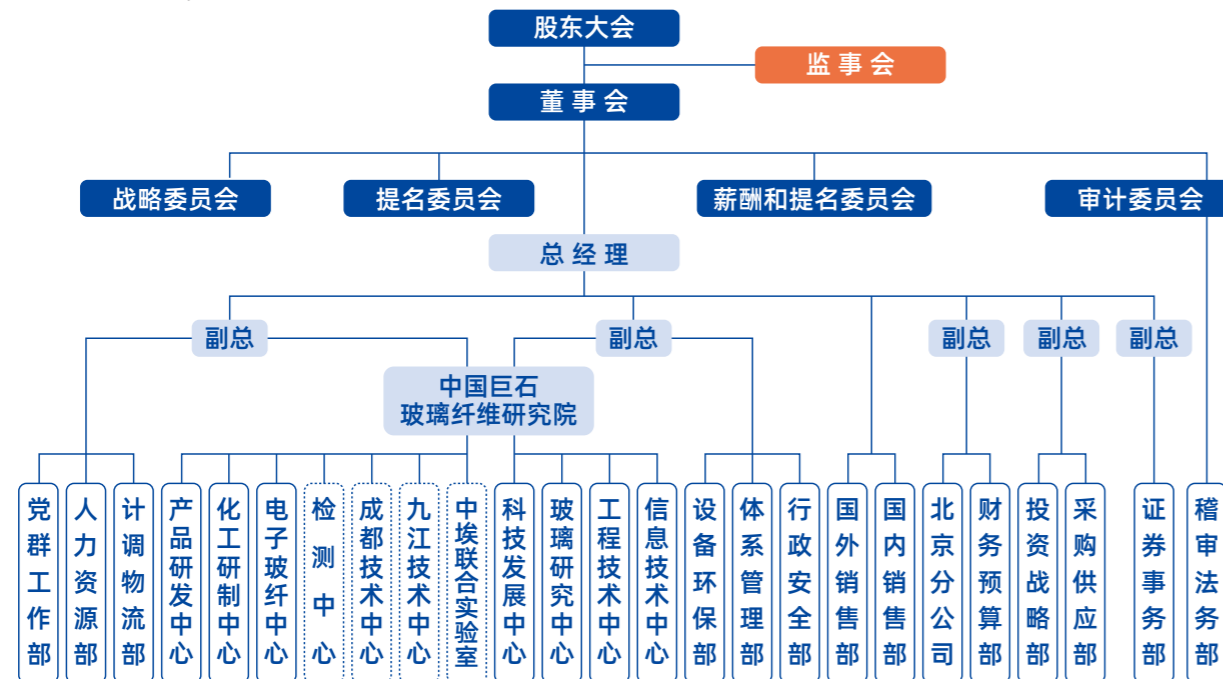 股东大会
监事会
董事会
战略委员会
提名委员会
薪酬和提名委员会
审计委员会
总经理
副总
副总
副总
副总
副总
中国巨石
玻璃纤维研究院
党群工作部
人力资源部
计调物流部
产品研发中心
化工研制中心
电子玻纤中心
检测中心
成都技术中心
九江技术中心
中埃联合实验室
科技发展中心
玻璃研究中心
工程技术中心
信息技术中心
设备环保部
体系管理部
行政安全部
国外销售部
国内销售部
北京分公司
财务预算部
投资战略部
采购供应部
证券事务部
稽审法务部